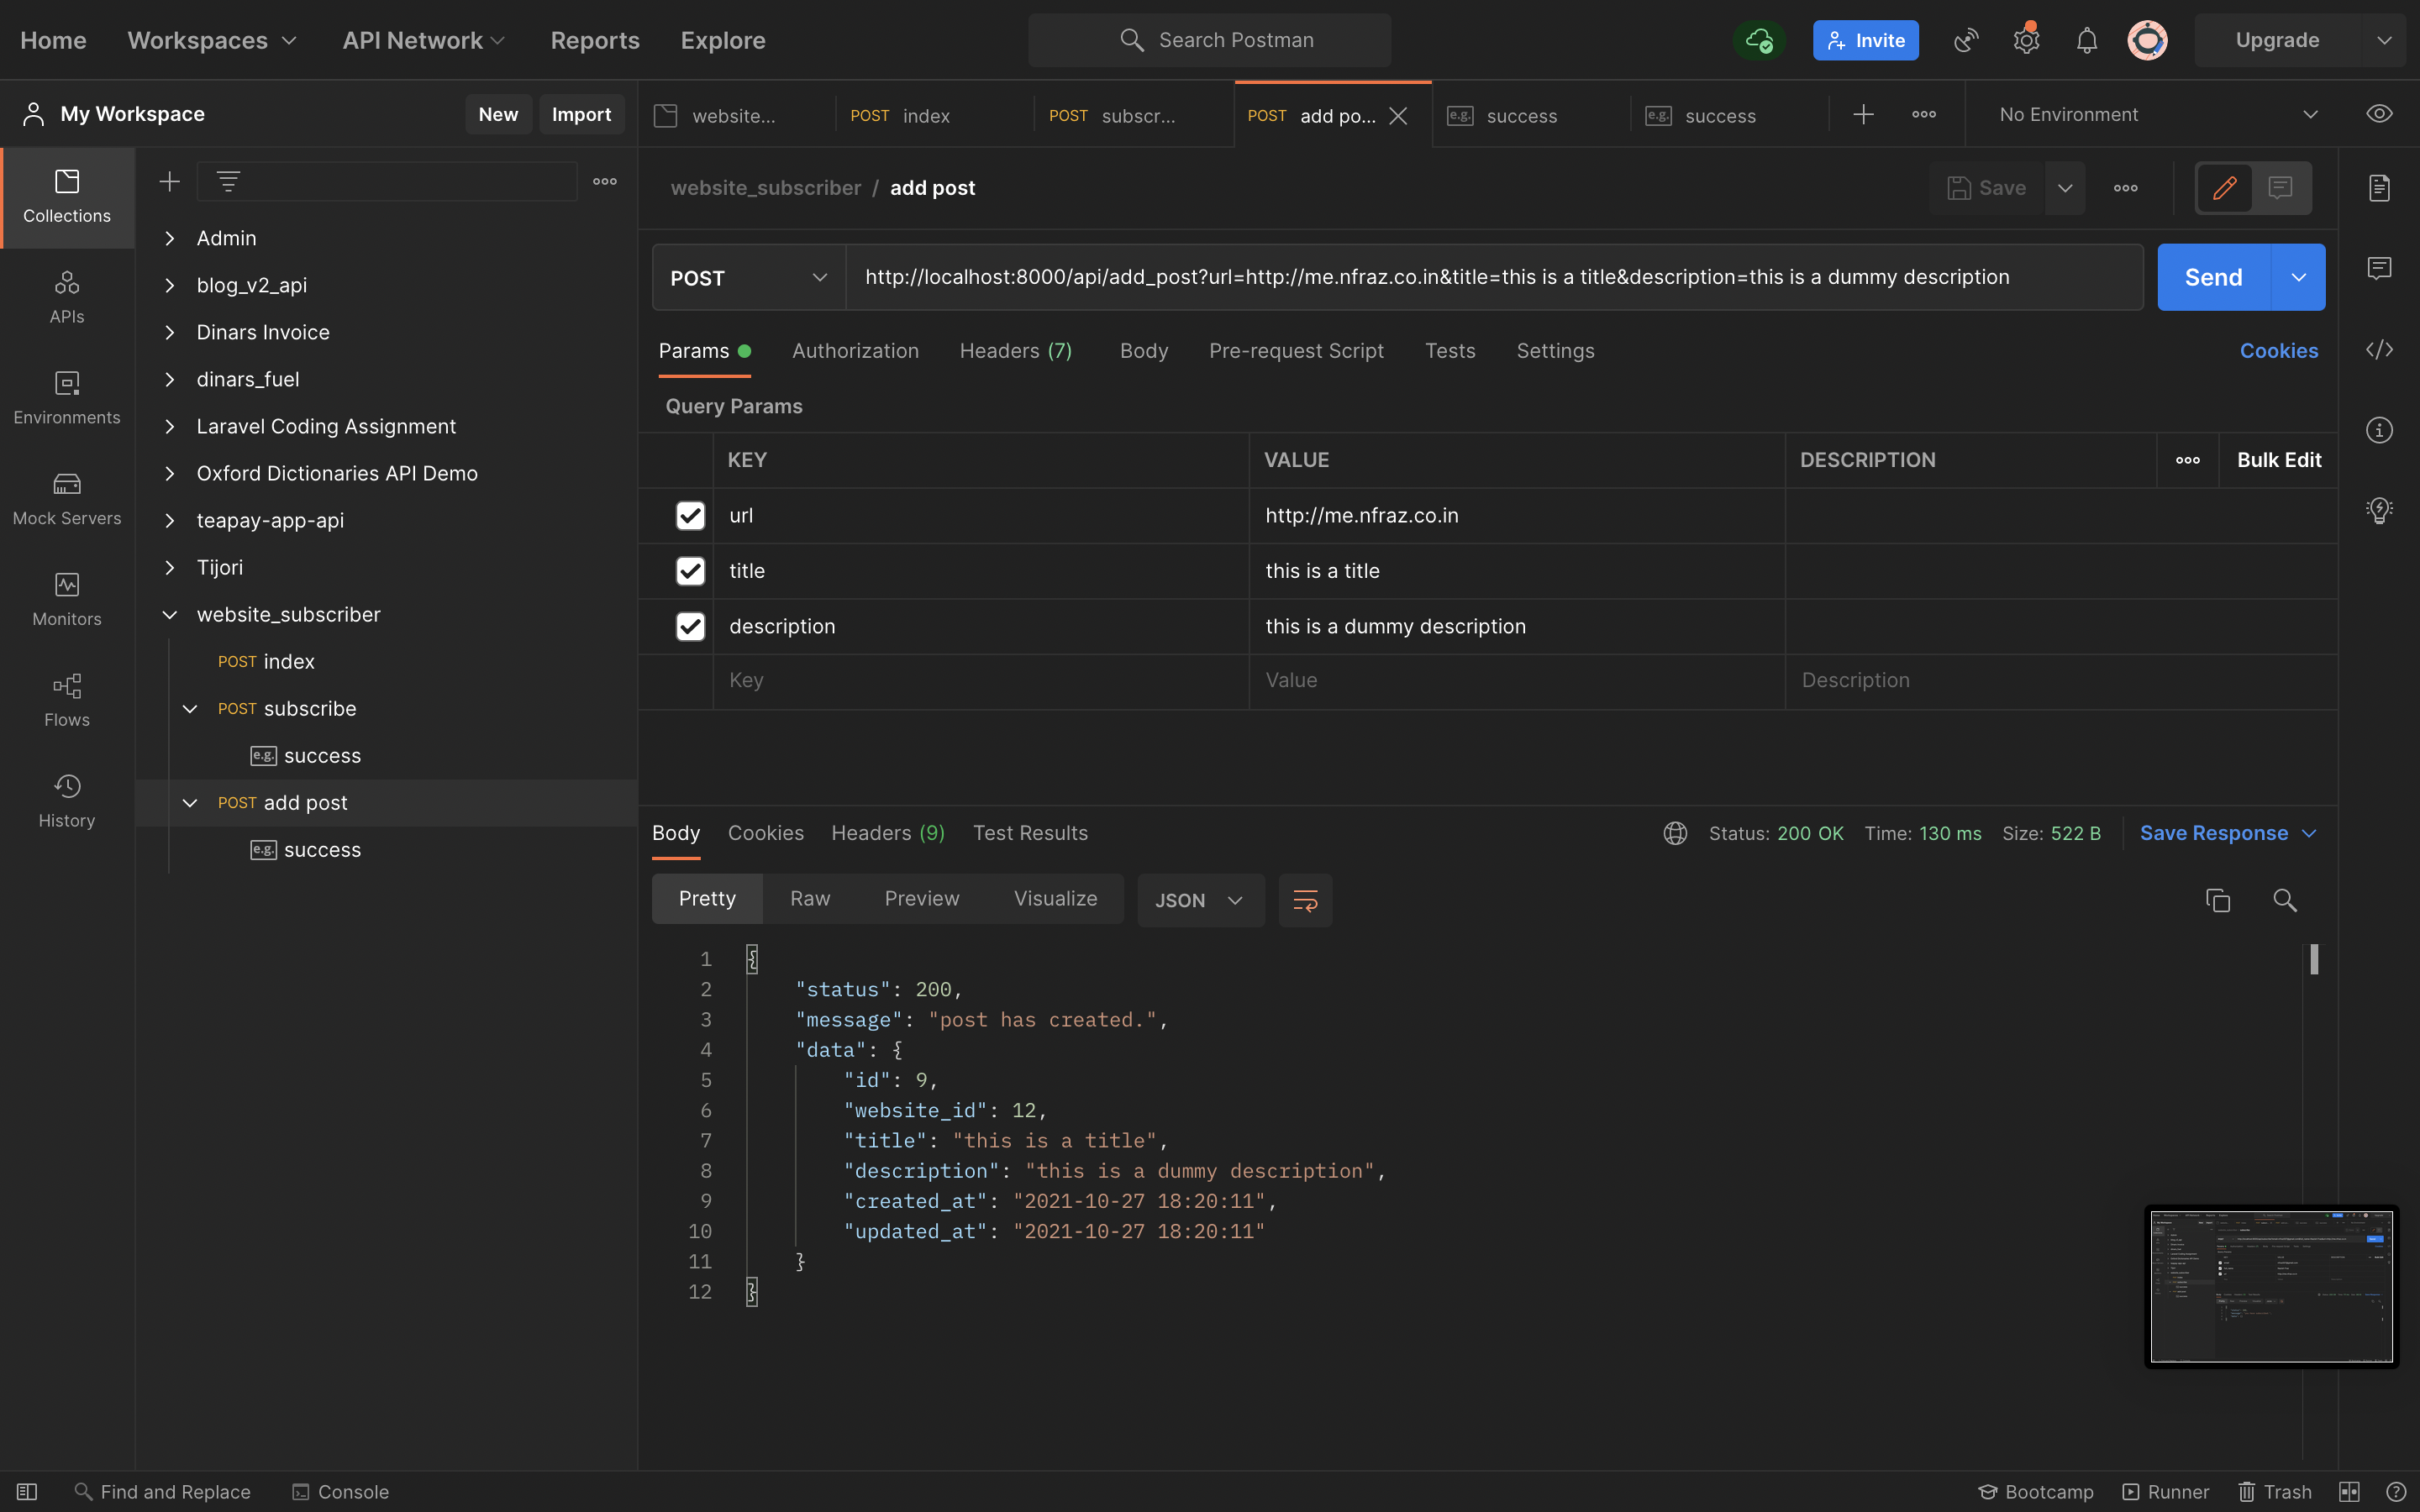 Home Workspaces API Network Reports Explore Search Postman Invite Upgrade
My Workspace New Import website... POST index POST subscr... POST add po... e.g. success e.g. success No Environment
Collections
APIs
Environments
Mock Servers
Monitors
Flows
History
Admin
blog_v2_api
Dinars Invoice
dinars_fuel
Laravel Coding Assignment
Oxford Dictionaries API Demo
teapay-app-api
Tijori
website_subscriber
POST index
POST subscribe
e.g. success
POST add post
e.g. success
website_subscriber / add post Save
POST http://localhost:8000/api/add_post?url=http://me.nfraz.co.in&title=this is a title&description=this is a dummy description Send
Params Authorization Headers (7) Body Pre-request Script Tests Settings Cookies
Query Params
KEY VALUE DESCRIPTION Bulk Edit
url http://me.nfraz.co.in
title this is a title
description this is a dummy description
Key Value Description
Body Cookies Headers (9) Test Results Status: 200 OK Time: 130 ms Size: 522 B Save Response
Pretty Raw Preview Visualize JSON
1 {
2 "status": 200,
3 "message": "post has created.",
4 "data": {
5 "id": 9,
6 "website_id": 12,
7 "title": "this is a title",
8 "description": "this is a dummy description",
9 "created_at": "2021-10-27 18:20:11",
10 "updated_at": "2021-10-27 18:20:11"
11 }
12 }
Find and Replace Console Bootcamp Runner Trash